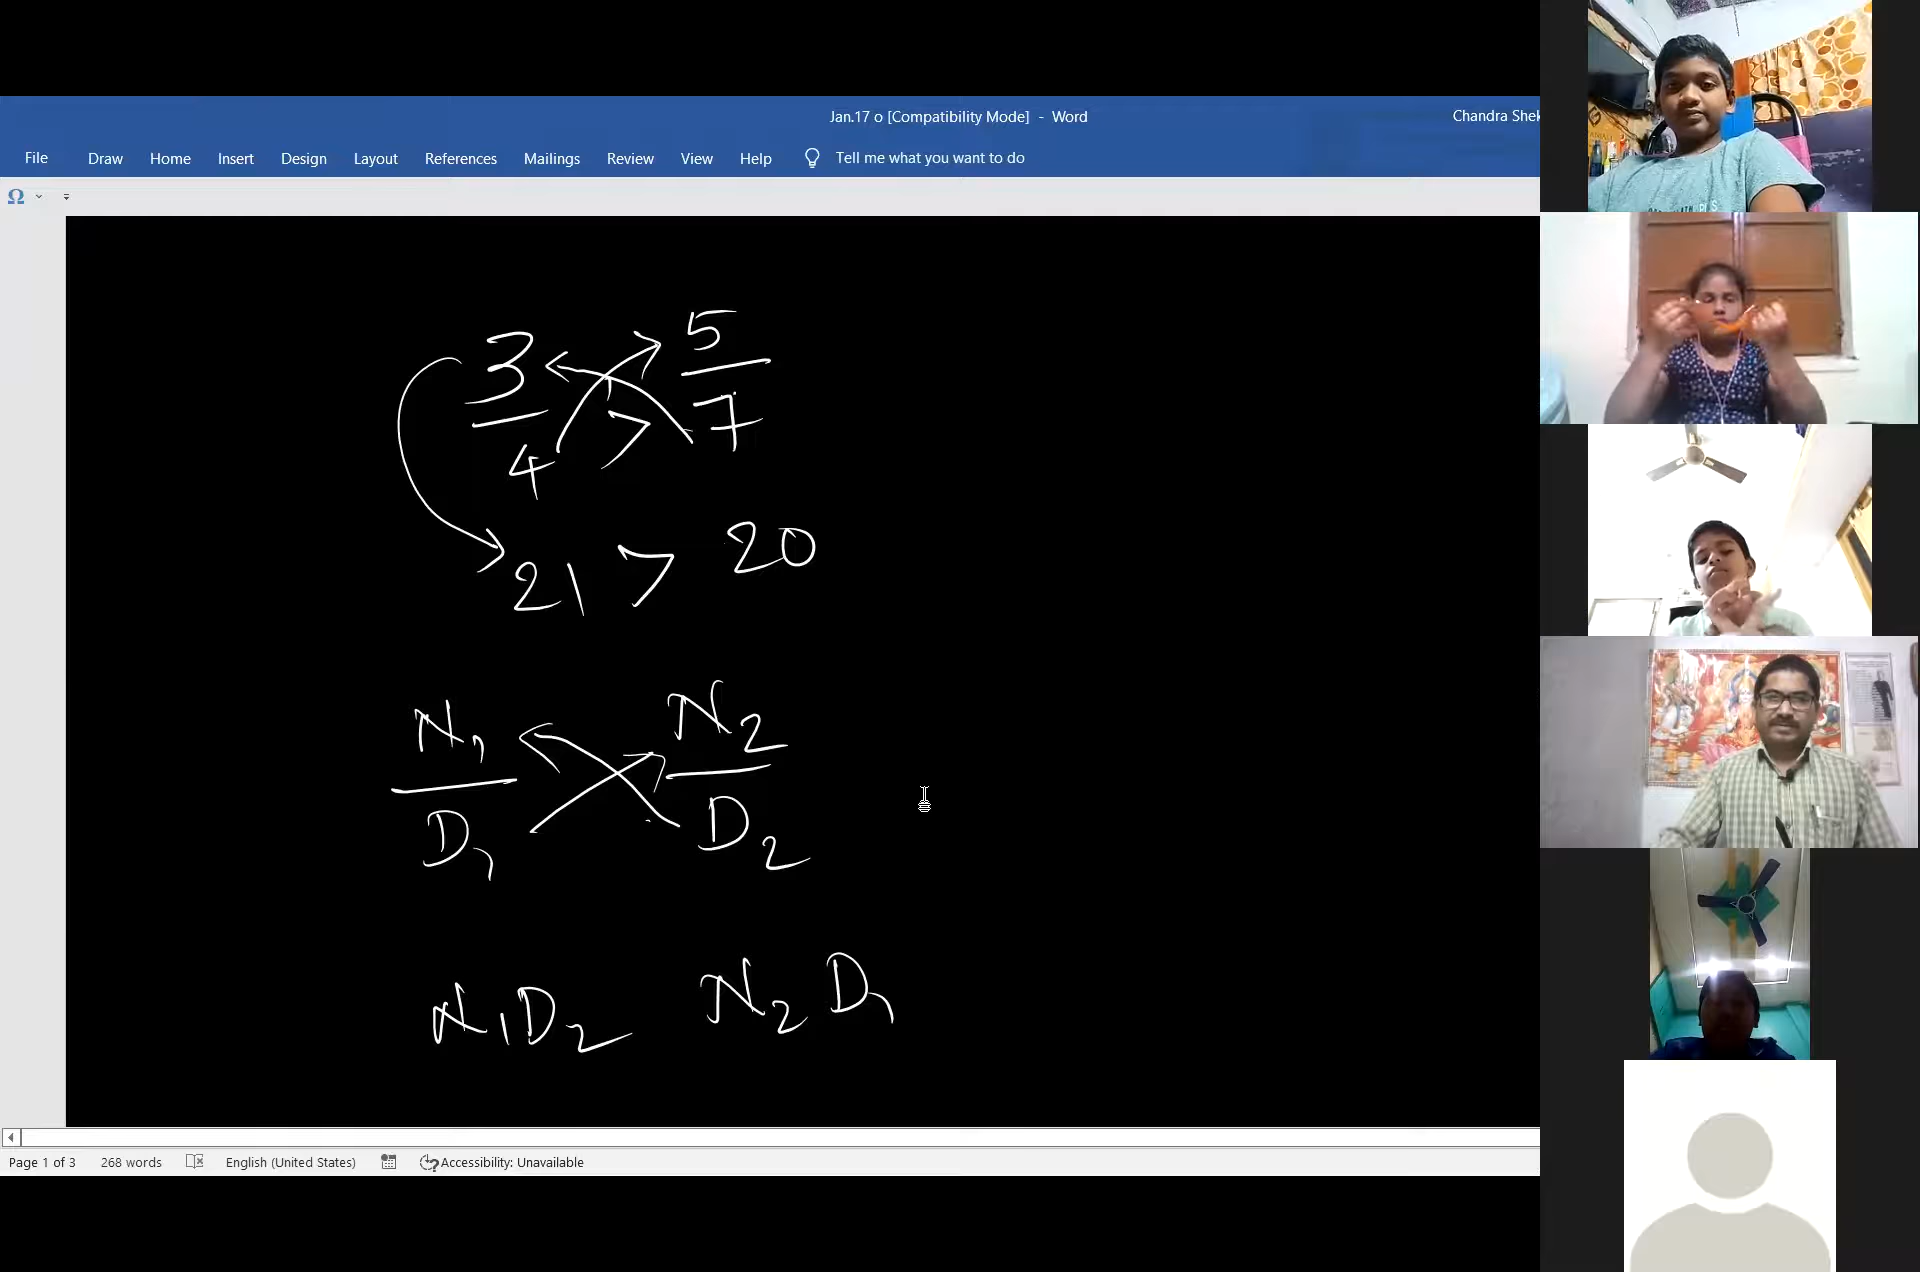 Jan.17 o [Compatibility Mode] - Word
Chandra Shek
File Draw Home Insert Design Layout References Mailings Review View Help Tell me what you want to do
3/4 > 5/7
21 > 20
N1/D1 N2/D2
N1D2 N2D1
Page 1 of 3 268 words English (United States) Accessibility: Unavailable